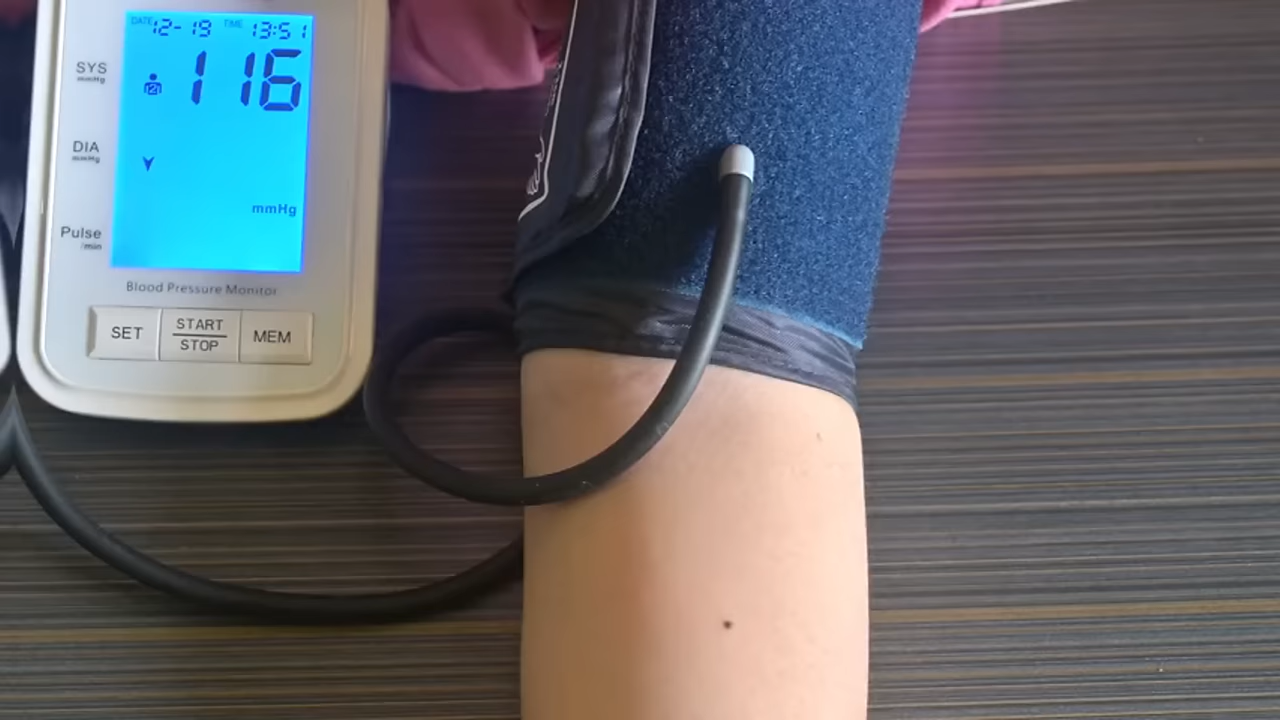 DATE 12-19 TIME 13:51
SYS
mmHg
2
116
DIA
mmHg
mmHg
Pulse
/min
Blood Pressure Monitor
SET
START
STOP
MEM